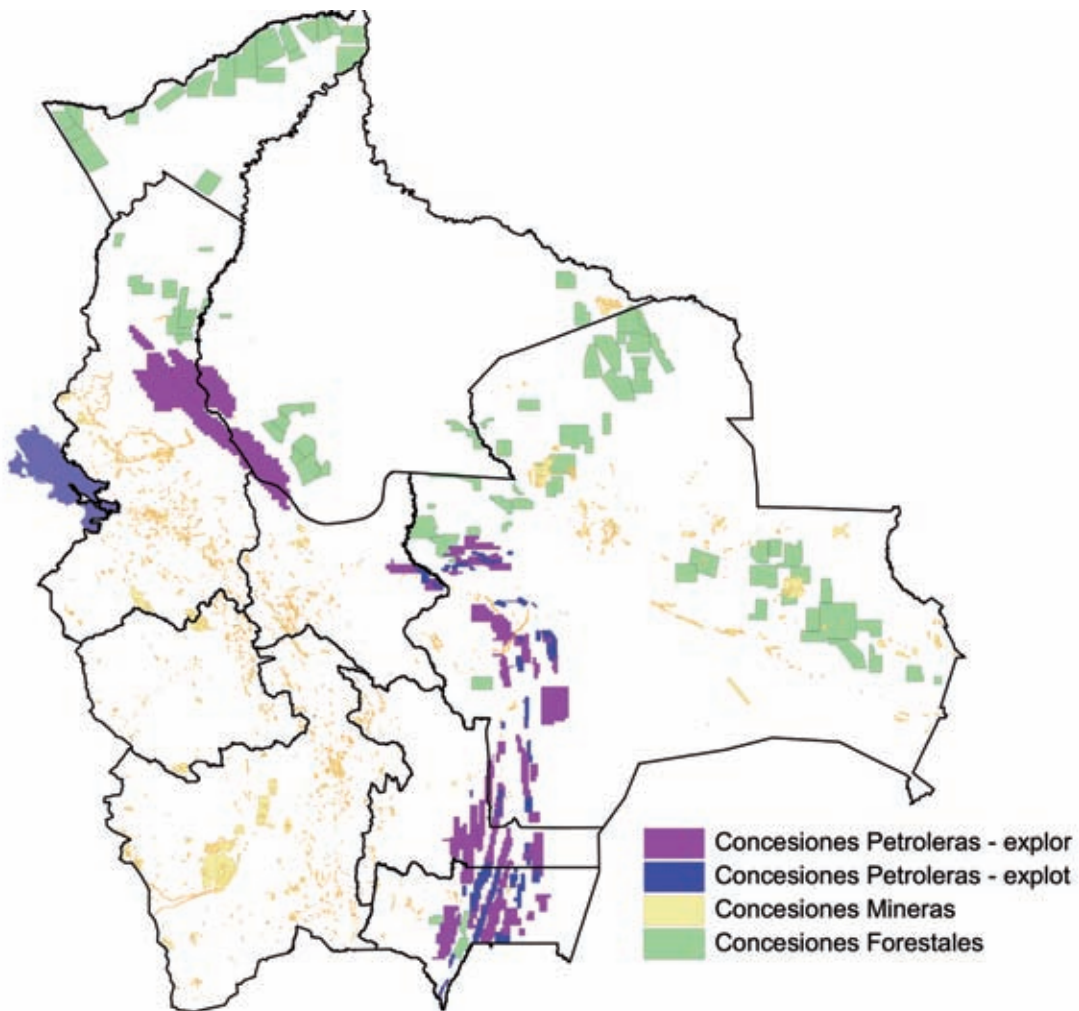 Concesiones Petroleras - explor
Concesiones Petroleras - explot
Concesiones Mineras
Concesiones Forestales